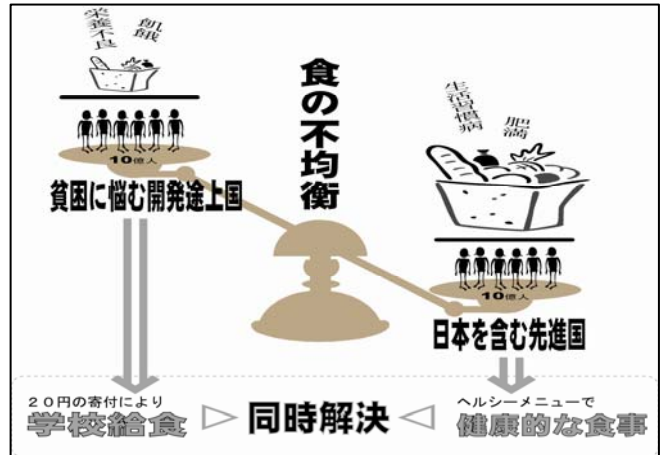 栄養不良
飢餓
10億人
貧困に悩む開発途上国
食の不均衡
生活習慣病
肥満
10億人
日本を含む先進国
20円の寄付により
学校給食
同時解決
ヘルシーメニューで
健康的な食事